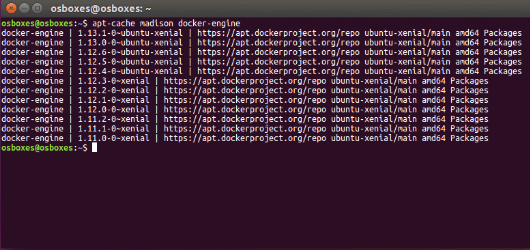 osboxes@osboxes: ~
osboxes@osboxes:~$ apt-cache madison docker-engine
docker-engine | 1.13.1-0~ubuntu-xenial | https://apt.dockerproject.org/repo ubuntu-xenial/main amd64 Packages
docker-engine | 1.13.0-0~ubuntu-xenial | https://apt.dockerproject.org/repo ubuntu-xenial/main amd64 Packages
docker-engine | 1.12.6-0~ubuntu-xenial | https://apt.dockerproject.org/repo ubuntu-xenial/main amd64 Packages
docker-engine | 1.12.5-0~ubuntu-xenial | https://apt.dockerproject.org/repo ubuntu-xenial/main amd64 Packages
docker-engine | 1.12.4-0~ubuntu-xenial | https://apt.dockerproject.org/repo ubuntu-xenial/main amd64 Packages
docker-engine | 1.12.3-0~xenial | https://apt.dockerproject.org/repo ubuntu-xenial/main amd64 Packages
docker-engine | 1.12.2-0~xenial | https://apt.dockerproject.org/repo ubuntu-xenial/main amd64 Packages
docker-engine | 1.12.1-0~xenial | https://apt.dockerproject.org/repo ubuntu-xenial/main amd64 Packages
docker-engine | 1.12.0-0~xenial | https://apt.dockerproject.org/repo ubuntu-xenial/main amd64 Packages
docker-engine | 1.11.2-0~xenial | https://apt.dockerproject.org/repo ubuntu-xenial/main amd64 Packages
docker-engine | 1.11.1-0~xenial | https://apt.dockerproject.org/repo ubuntu-xenial/main amd64 Packages
docker-engine | 1.11.0-0~xenial | https://apt.dockerproject.org/repo ubuntu-xenial/main amd64 Packages
osboxes@osboxes:~$